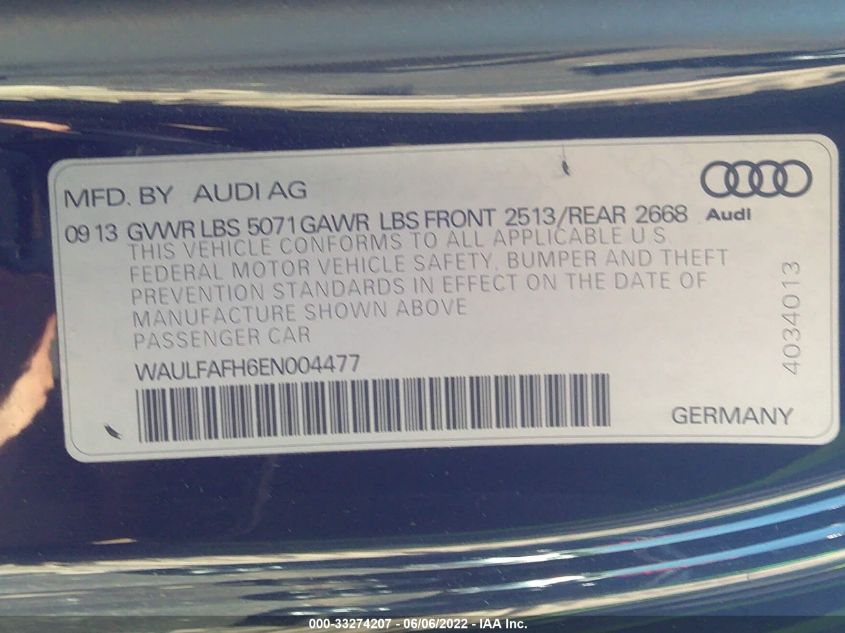 MFD. BY AUDI AG
09 13 GVWR LBS 5071 GAWR LBS FRONT 2513/REAR 2668
Audi
THIS VEHICLE CONFORMS TO ALL APPLICABLE U S
FEDERAL MOTOR VEHICLE SAFETY, BUMPER AND THEFT
PREVENTION STANDARDS IN EFFECT ON THE DATE OF
MANUFACTURE SHOWN ABOVE
PASSENGER CAR
4034013
WAULFAFH6EN004477
GERMANY
000-33274207 - 06/06/2022 - IAA Inc.